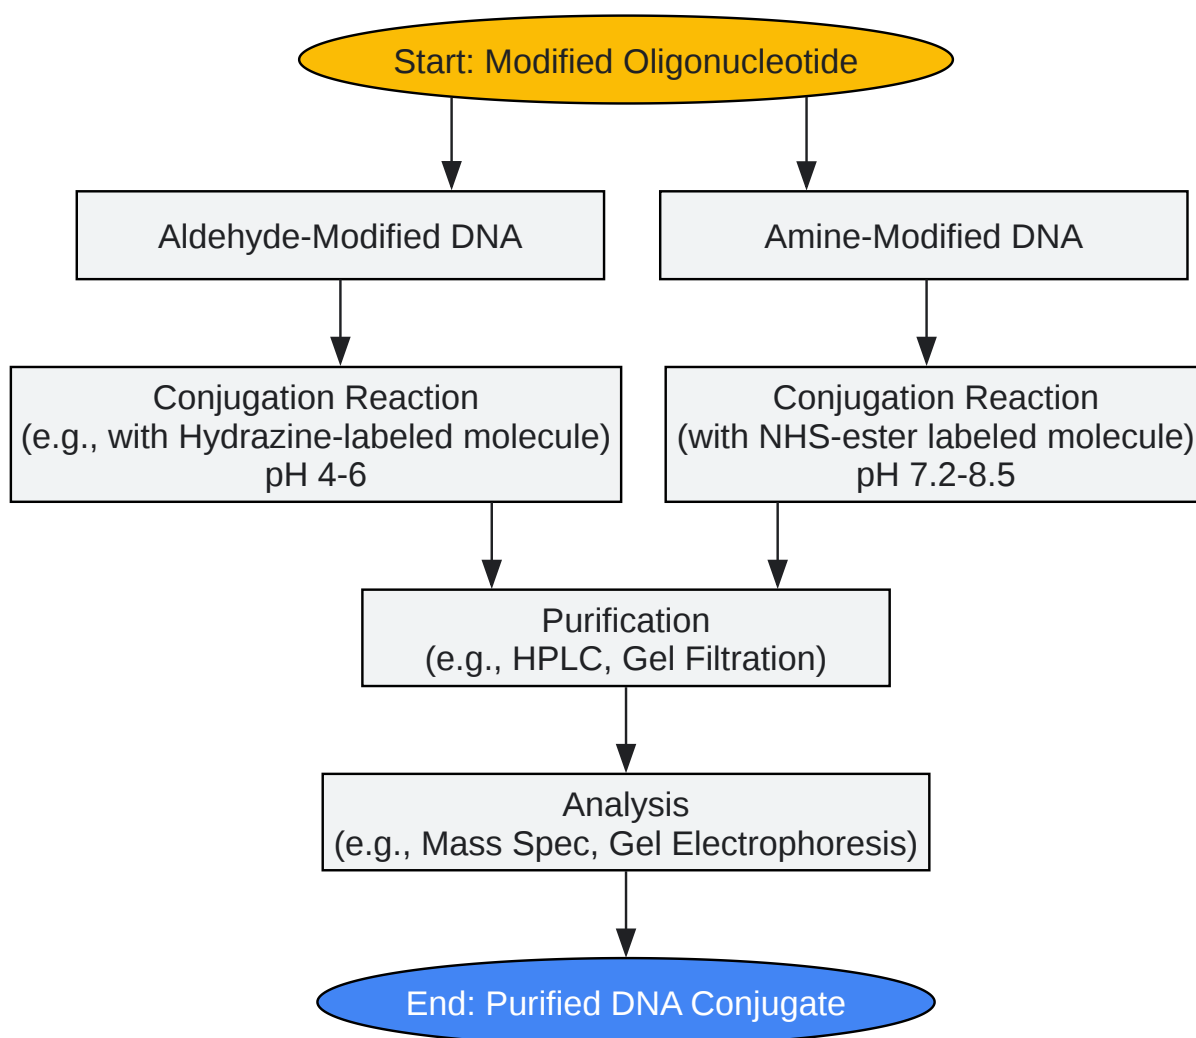 Start: Modified Oligonucleotide
Aldehyde-Modified DNA
Amine-Modified DNA
Conjugation Reaction
(e.g., with Hydrazine-labeled molecule)
pH 4-6
Conjugation Reaction
(with NHS-ester labeled molecule)
pH 7.2-8.5
Purification
(e.g., HPLC, Gel Filtration)
Analysis
(e.g., Mass Spec, Gel Electrophoresis)
End: Purified DNA Conjugate